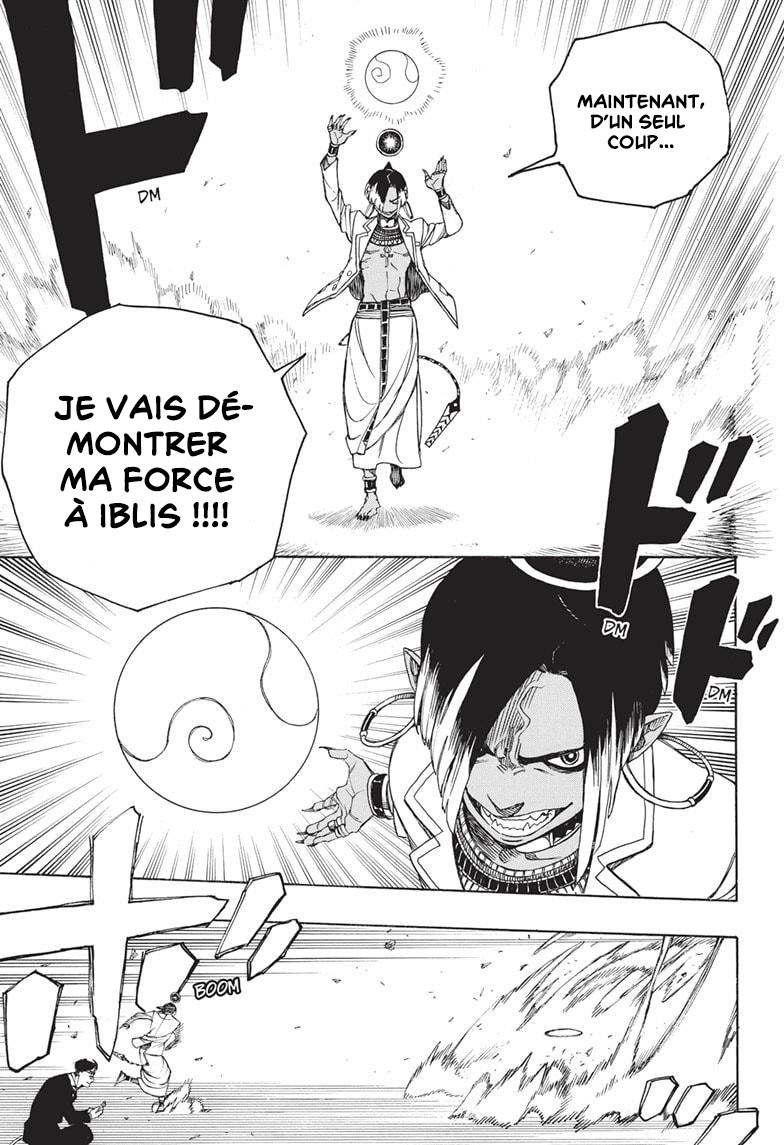 MAINTENANT,
D'UN SEUL
COUP...
ド
DM
JE VAIS DÉ-
MONTRER
MA FORCE
À IBLIS !!!!
ド
DM
ド
DM
BOOM